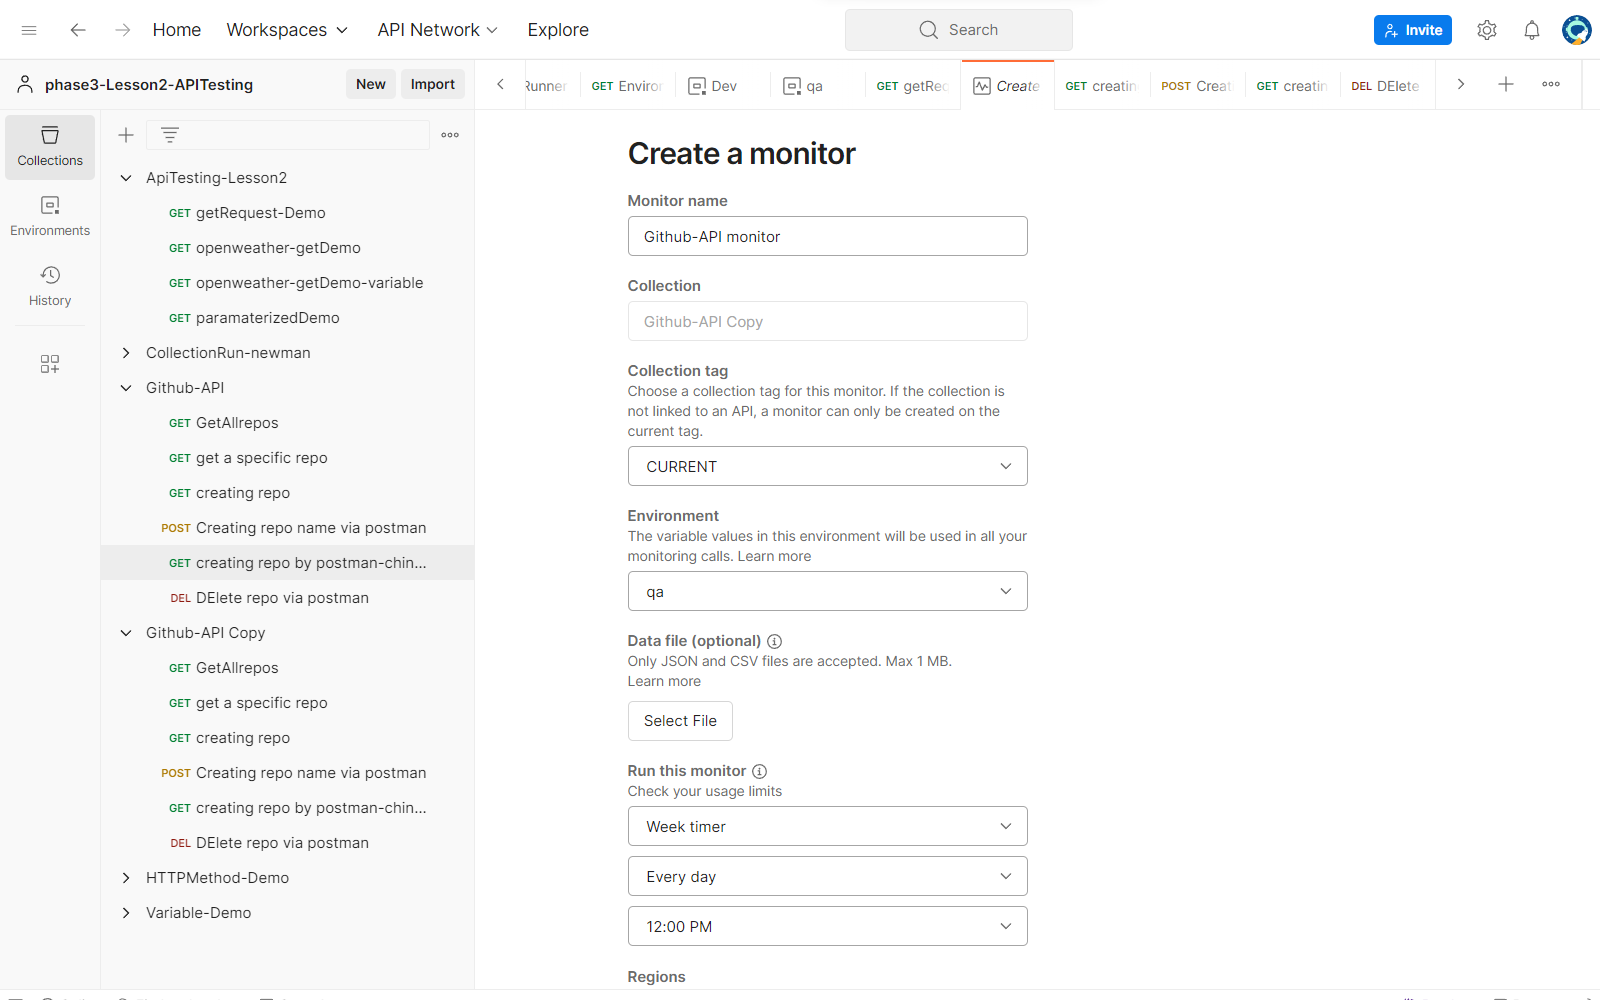 Home
Workspaces
API Network
Explore
Search
Invite
phase3-Lesson2-APITesting
New
Import
GET Environ
Dev
qa
GET getReq
Create
GET creatin
POST Creat
GET creatin
DEL DElete
Collections
Environments
History
ApiTesting-Lesson2
GET getRequest-Demo
GET openweather-getDemo
GET openweather-getDemo-variable
GET paramaterizedDemo
CollectionRun-newman
Github-API
GET GetAllrepos
GET get a specific repo
GET creating repo
POST Creating repo name via postman
GET creating repo by postman-chin...
DEL DElete repo via postman
Github-API Copy
GET GetAllrepos
GET get a specific repo
GET creating repo
POST Creating repo name via postman
GET creating repo by postman-chin...
DEL DElete repo via postman
HTTPMethod-Demo
Variable-Demo
Create a monitor
Monitor name
Github-API monitor
Collection
Github-API Copy
Collection tag
Choose a collection tag for this monitor. If the collection is
not linked to an API, a monitor can only be created on the
current tag.
CURRENT
Environment
The variable values in this environment will be used in all your
monitoring calls. Learn more
qa
Data file (optional)
Only JSON and CSV files are accepted. Max 1 MB.
Learn more
Select File
Run this monitor
Check your usage limits
Week timer
Every day
12:00 PM
Regions